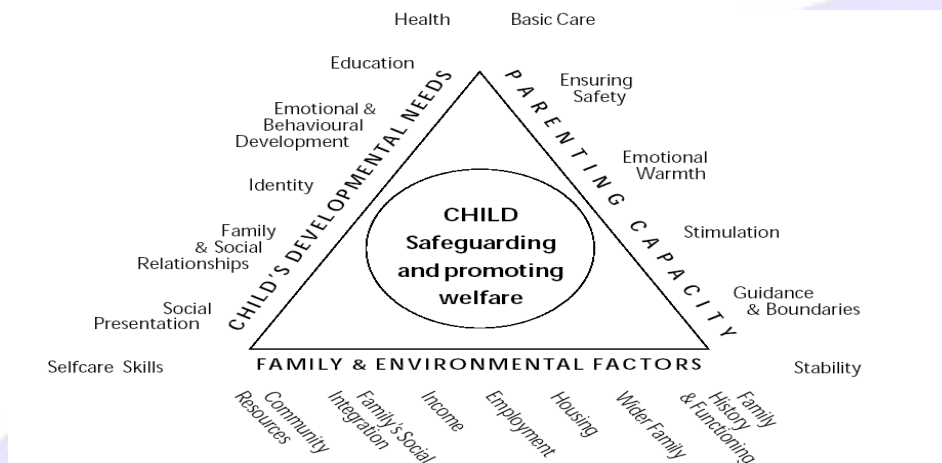 Health
Basic Care
Education
Ensuring
Safety
Emotional &
Behavioural
Development
Emotional
Warmth
Identity
Family
& Social
Relationships
Stimulation
Social
Presentation
Guidance
& Boundaries
Selfcare Skills
Stability
CHILD'S DEVELOPMENTAL NEEDS
PARENTING CAPACITY
CHILD
Safeguarding
and promoting
welfare
FAMILY & ENVIRONMENTAL FACTORS
Community
Resources
Family's Social
Integration
Income
Employment
Housing
Wider Family
Family
History
& Functioning